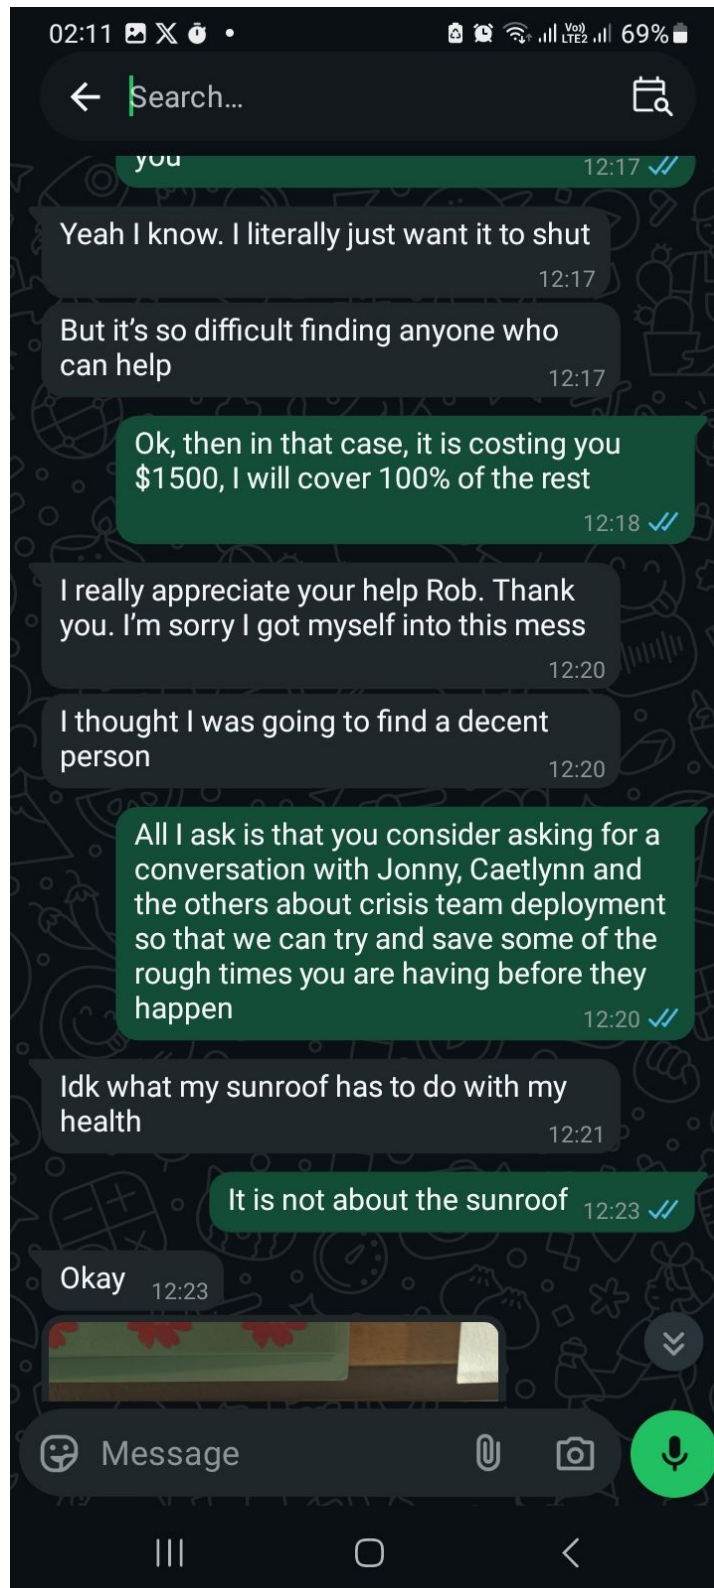 02:11
Vo))
LTE2
69%
Search...
you
12:17
Yeah I know. I literally just want it to shut
12:17
But it's so difficult finding anyone who
can help
12:17
Ok, then in that case, it is costing you
$1500, I will cover 100% of the rest
12:18
I really appreciate your help Rob. Thank
you. I'm sorry I got myself into this mess
12:20
I thought I was going to find a decent
person
12:20
All I ask is that you consider asking for a
conversation with Jonny, Caetlynn and
the others about crisis team deployment
so that we can try and save some of the
rough times you are having before they
happen
12:20
Idk what my sunroof has to do with my
health
12:21
It is not about the sunroof
12:23
Okay
12:23
Message